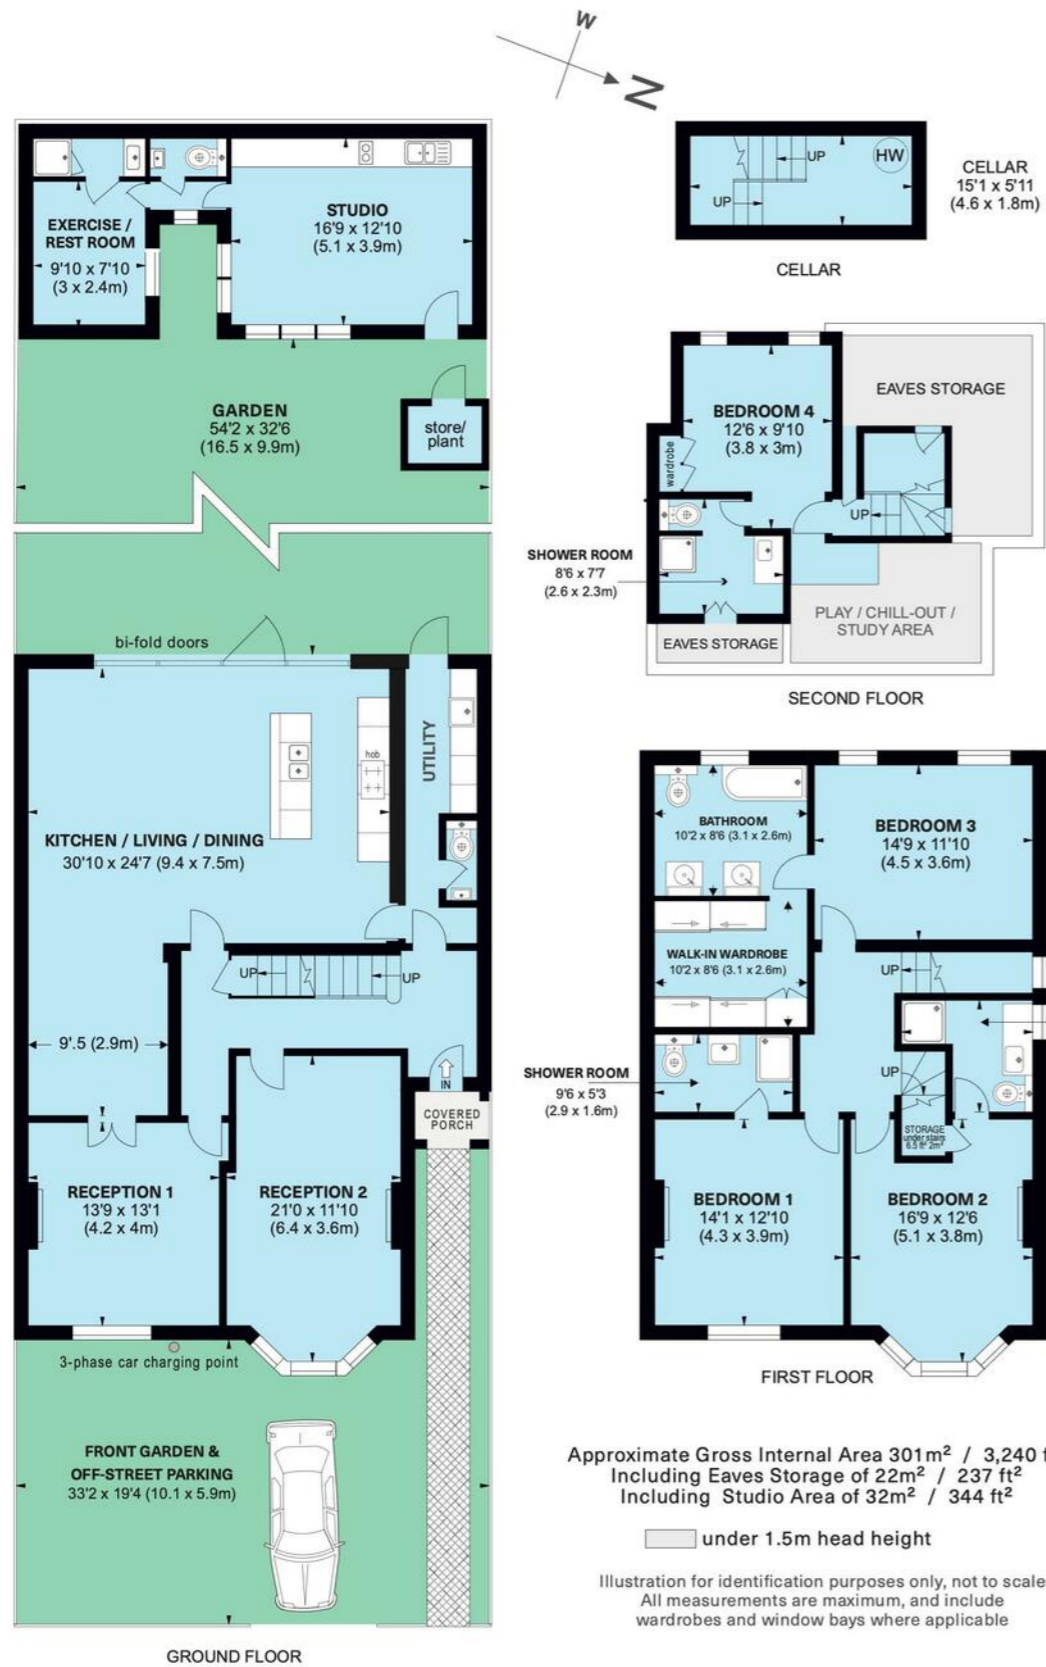 W
N
EXERCISE /
REST ROOM
9'10 x 7'10
(3 x 2.4m)
STUDIO
16'9 x 12'10
(5.1 x 3.9m)
UP
UP
HW
CELLAR
15'1 x 5'11
(4.6 x 1.8m)
CELLAR
GARDEN
54'2 x 32'6
(16.5 x 9.9m)
store/
plant
EAVES STORAGE
BEDROOM 4
12'6 x 9'10
(3.8 x 3m)
wardrobe
UP
SHOWER ROOM
8'6 x 7'7
(2.6 x 2.3m)
PLAY / CHILL-OUT /
STUDY AREA
EAVES STORAGE
SECOND FLOOR
bi-fold doors
UTILITY
hob
KITCHEN / LIVING / DINING
30'10 x 24'7 (9.4 x 7.5m)
UP
UP
9'.5 (2.9m)
IN
COVERED
PORCH
RECEPTION 1
13'9 x 13'1
(4.2 x 4m)
RECEPTION 2
21'0 x 11'10
(6.4 x 3.6m)
3-phase car charging point
FRONT GARDEN &
OFF-STREET PARKING
33'2 x 19'4 (10.1 x 5.9m)
GROUND FLOOR
BATHROOM
10'2 x 8'6 (3.1 x 2.6m)
BEDROOM 3
14'9 x 11'10
(4.5 x 3.6m)
WALK-IN WARDROBE
10'2 x 8'6 (3.1 x 2.6m)
UP
SHOWER ROOM
9'6 x 5'3
(2.9 x 1.6m)
UP
STORAGE
under stairs
6.5 ft² 2m²
BEDROOM 1
14'1 x 12'10
(4.3 x 3.9m)
BEDROOM 2
16'9 x 12'6
(5.1 x 3.8m)
FIRST FLOOR
Approximate Gross Internal Area 301m² / 3,240 f
Including Eaves Storage of 22m² / 237 ft²
Including Studio Area of 32m² / 344 ft²
under 1.5m head height
Illustration for identification purposes only, not to scale
All measurements are maximum, and include
wardrobes and window bays where applicable